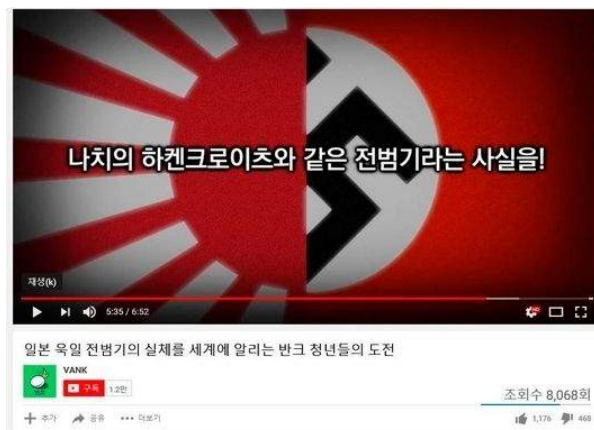 나치의 하켄크로이츠와 같은 전범기라는 사실을!
재생(k)
5:35 / 6:52
일본 욱일 전범기의 실체를 세계에 알리는 반크 청년들의 도전
VANK
구독 1.2만
조회수 8,068회
추가 공유 더보기
1,176 468